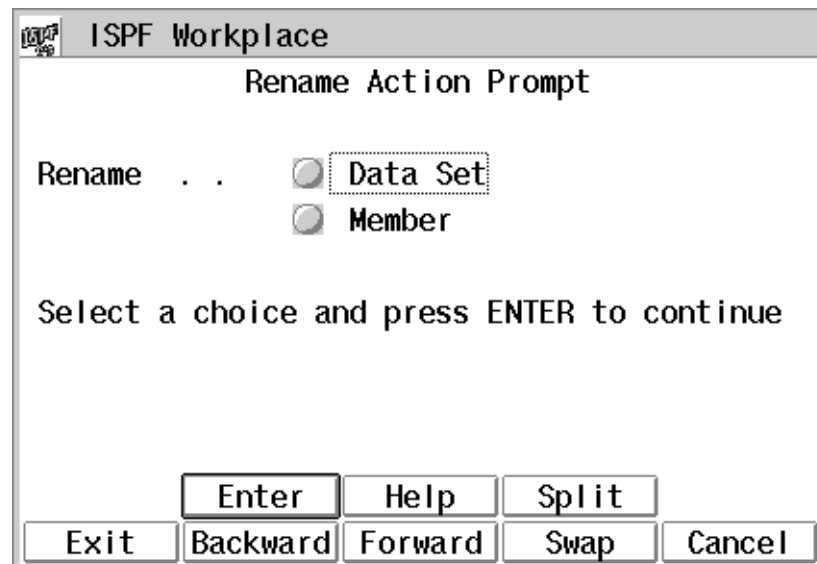 ISPF Workplace
Rename Action Prompt
Rename . . Data Set
Member
Select a choice and press ENTER to continue
Enter Help Split
Exit Backward Forward Swap Cancel